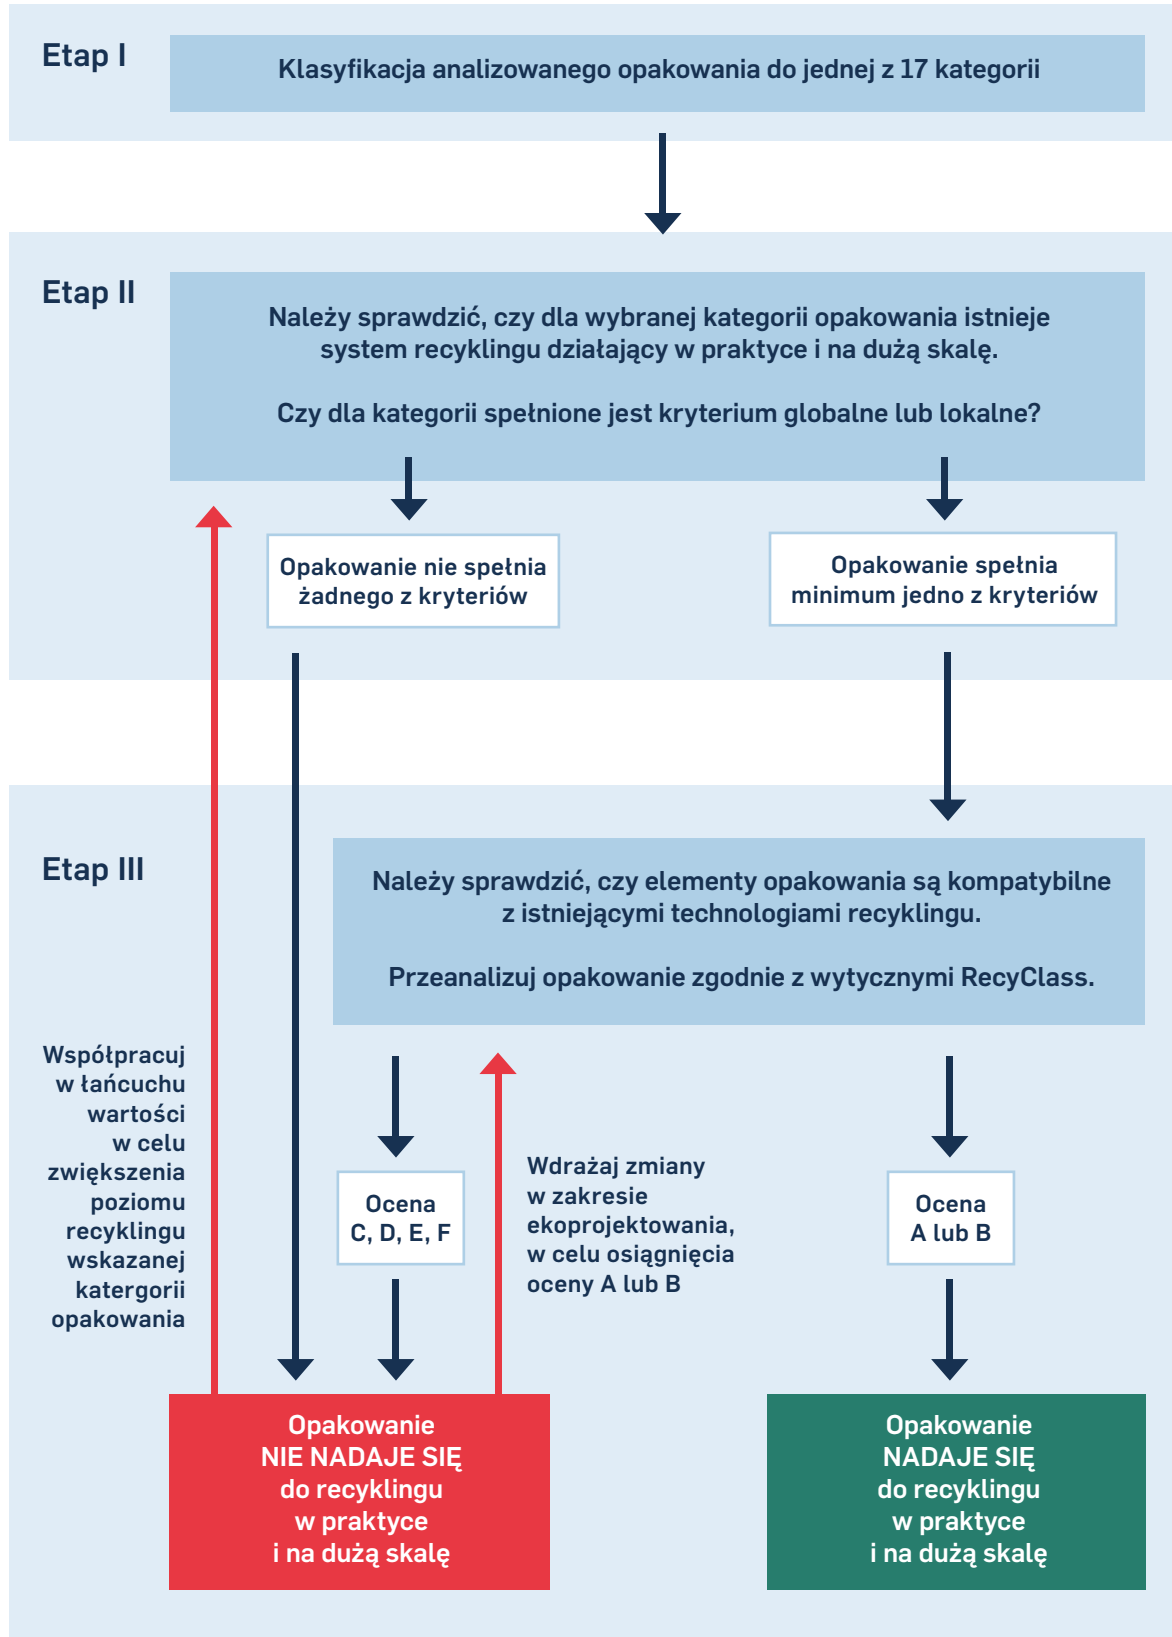 Etap I
Klasyfikacja analizowanego opakowania do jednej z 17 kategorii
Etap II
Należy sprawdzić, czy dla wybranej kategorii opakowania istnieje
system recyklingu działający w praktyce i na dużą skalę.
Czy dla kategorii spełnione jest kryterium globalne lub lokalne?
Opakowanie nie spełnia
żadnego z kryteriów
Opakowanie spełnia
minimum jedno z kryteriów
Etap III
Należy sprawdzić, czy elementy opakowania są kompatybilne
z istniejącymi technologiami recyklingu.
Przeanalizuj opakowanie zgodnie z wytycznymi RecyClass.
Współpracuj
w łańcuchu
wartości
w celu
zwiększenia
poziomu
recyklingu
wskazanej
katergorii
opakowania
Ocena
C, D, E, F
Wdrażaj zmiany
w zakresie
ekoprojektowania,
w celu osiągnięcia
oceny A lub B
Ocena
A lub B
Opakowanie
NIE NADAJE SIĘ
do recyklingu
w praktyce
i na dużą skalę
Opakowanie
NADAJE SIĘ
do recyklingu
w praktyce
i na dużą skalę